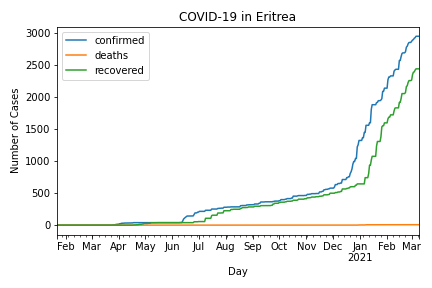 COVID-19 in Eritrea
confirmed
deaths
recovered
Number of Cases
3000
2500
2000
1500
1000
500
0
Feb Mar Apr May Jun Jul Aug Sep Oct Nov Dec Jan Feb Mar
2021
Day